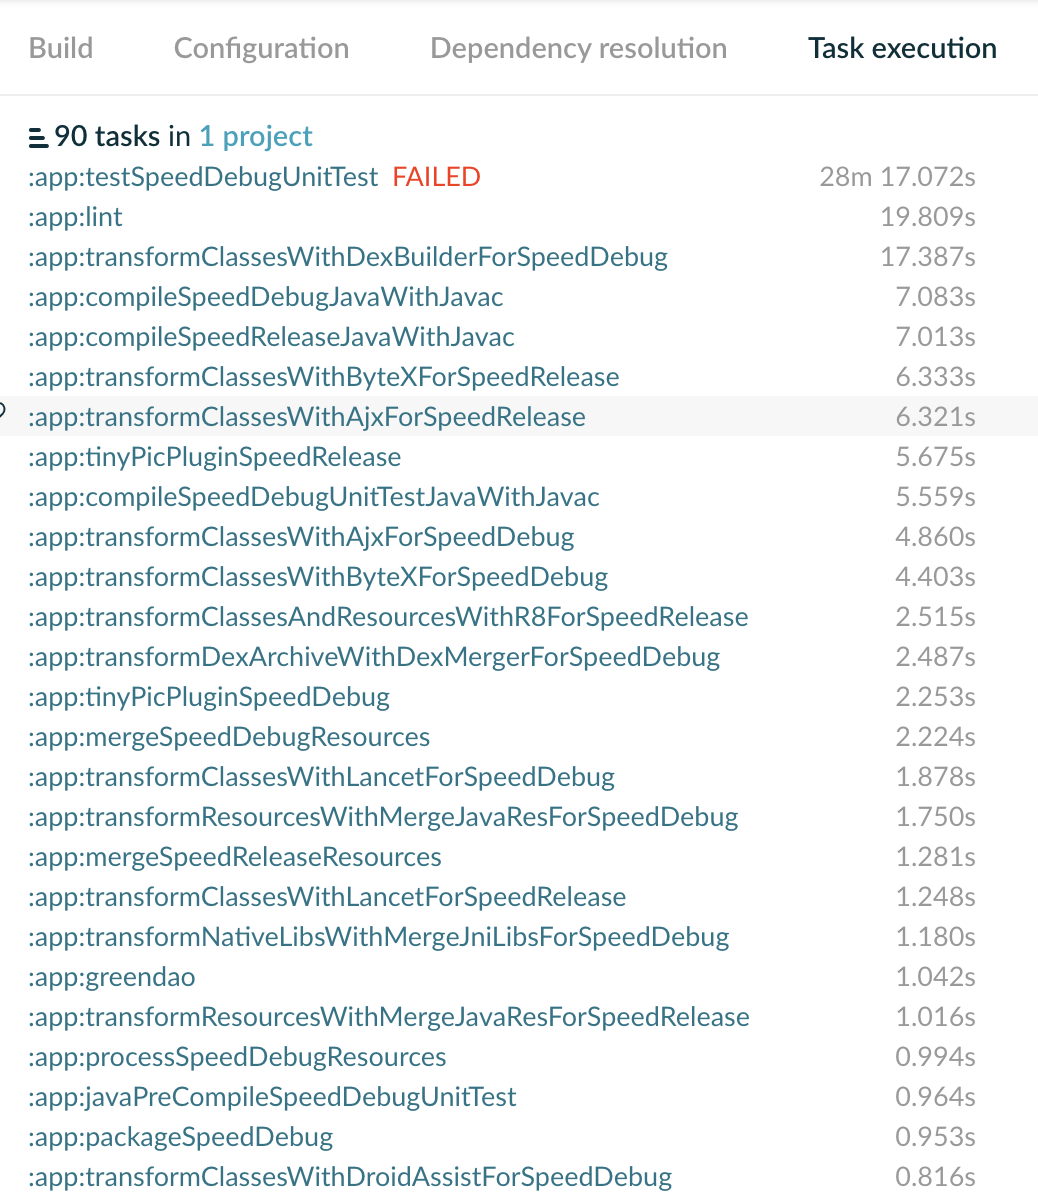 Build Configuration Dependency resolution Task execution
90 tasks in 1 project
:app:testSpeedDebugUnitTest FAILED 28m 17.072s
:app:lint 19.809s
:app:transformClassesWithDexBuilderForSpeedDebug 17.387s
:app:compileSpeedDebugJavaWithJavac 7.083s
:app:compileSpeedReleaseJavaWithJavac 7.013s
:app:transformClassesWithByteXForSpeedRelease 6.333s
:app:transformClassesWithAjxForSpeedRelease 6.321s
:app:tinyPicPluginSpeedRelease 5.675s
:app:compileSpeedDebugUnitTestJavaWithJavac 5.559s
:app:transformClassesWithAjxForSpeedDebug 4.860s
:app:transformClassesWithByteXForSpeedDebug 4.403s
:app:transformClassesAndResourcesWithR8ForSpeedRelease 2.515s
:app:transformDexArchiveWithDexMergerForSpeedDebug 2.487s
:app:tinyPicPluginSpeedDebug 2.253s
:app:mergeSpeedDebugResources 2.224s
:app:transformClassesWithLancetForSpeedDebug 1.878s
:app:transformResourcesWithMergeJavaResForSpeedDebug 1.750s
:app:mergeSpeedReleaseResources 1.281s
:app:transformClassesWithLancetForSpeedRelease 1.248s
:app:transformNativeLibsWithMergeJniLibsForSpeedDebug 1.180s
:app:greendao 1.042s
:app:transformResourcesWithMergeJavaResForSpeedRelease 1.016s
:app:processSpeedDebugResources 0.994s
:app:javaPreCompileSpeedDebugUnitTest 0.964s
:app:packageSpeedDebug 0.953s
:app:transformClassesWithDroidAssistForSpeedDebug 0.816s